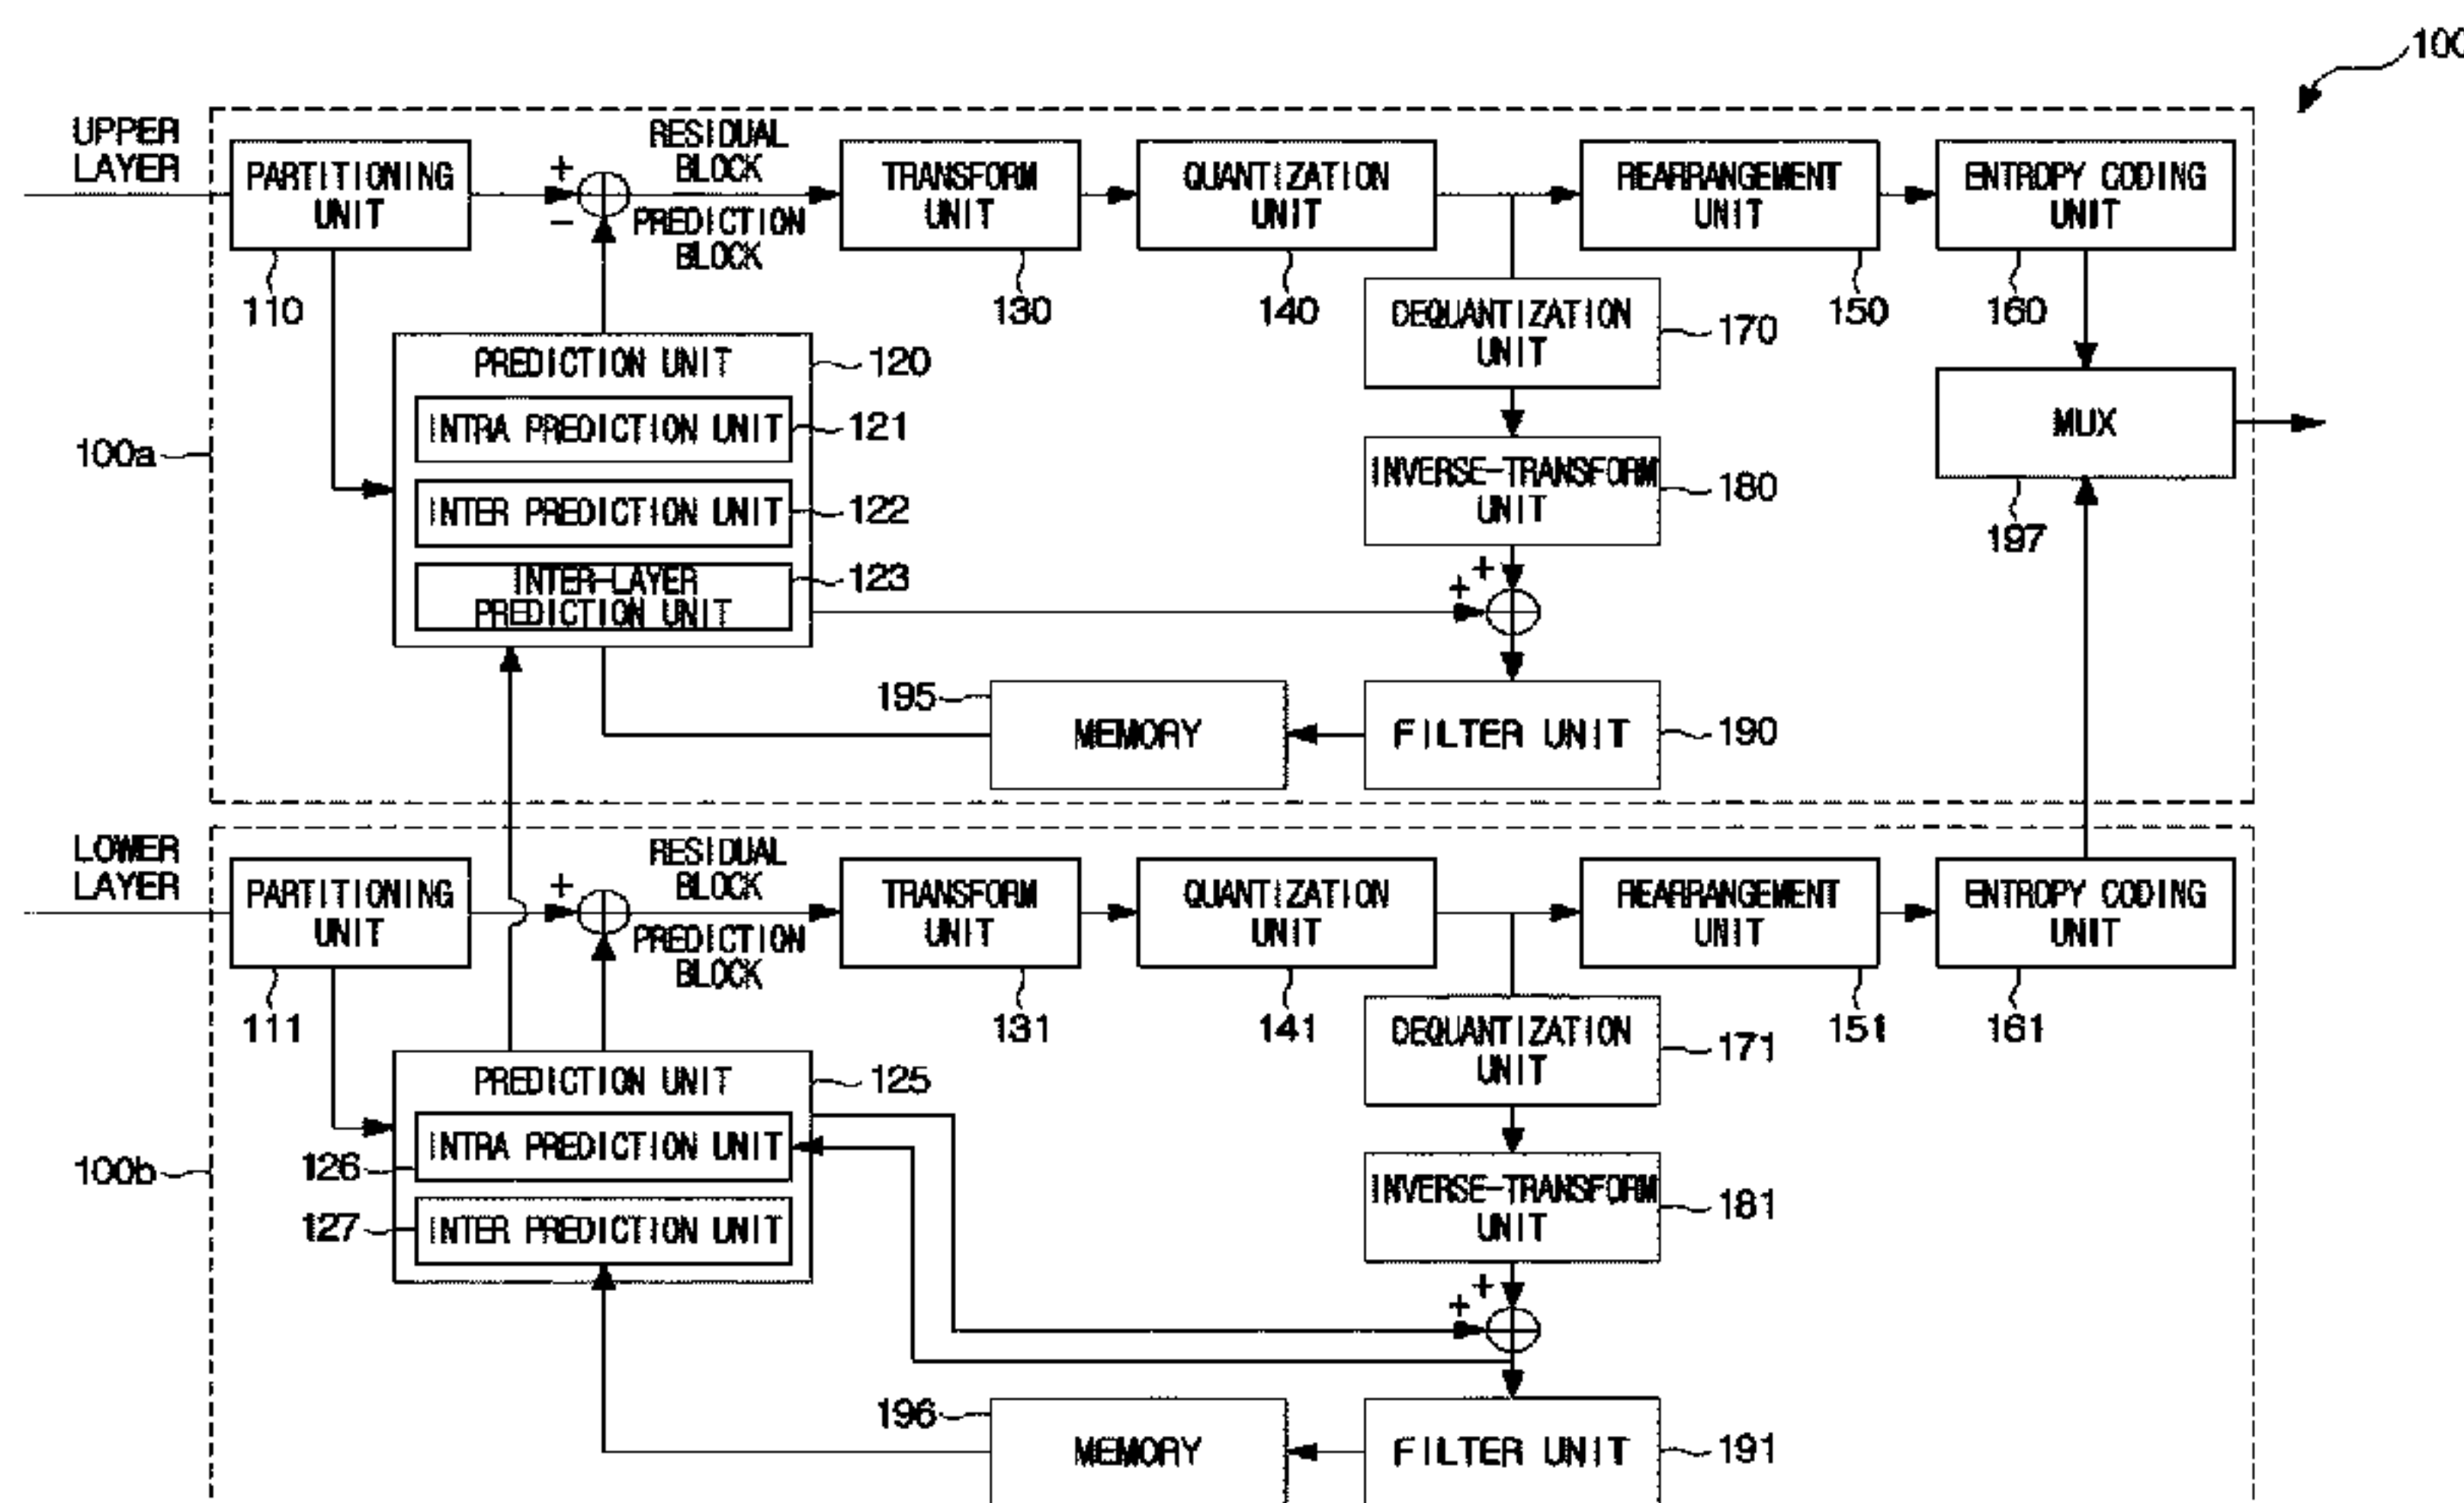 100
UPPER
LAYER
PARTITIONING
UNIT
110
+
−
RESIDUAL
BLOCK
PREDICTION
BLOCK
TRANSFORM
UNIT
130
QUANTIZATION
UNIT
140
REARRANGEMENT
UNIT
150
ENTROPY CODING
UNIT
160
DEQUANTIZATION
UNIT
170
PREDICTION UNIT
120
INTRA PREDICTION UNIT
121
INTER PREDICTION UNIT
122
INTER-LAYER
PREDICTION UNIT
123
100a
MUX
197
INVERSE-TRANSFORM
UNIT
180
+
+
195
MEMORY
FILTER UNIT
190
LOWER
LAYER
PARTITIONING
UNIT
111
+
RESIDUAL
BLOCK
PREDICTION
BLOCK
TRANSFORM
UNIT
131
QUANTIZATION
UNIT
141
REARRANGEMENT
UNIT
151
ENTROPY CODING
UNIT
161
DEQUANTIZATION
UNIT
171
PREDICTION UNIT
125
INTRA PREDICTION UNIT
126
INTER PREDICTION UNIT
127
100b
INVERSE-TRANSFORM
UNIT
181
+
+
196
MEMORY
FILTER UNIT
191